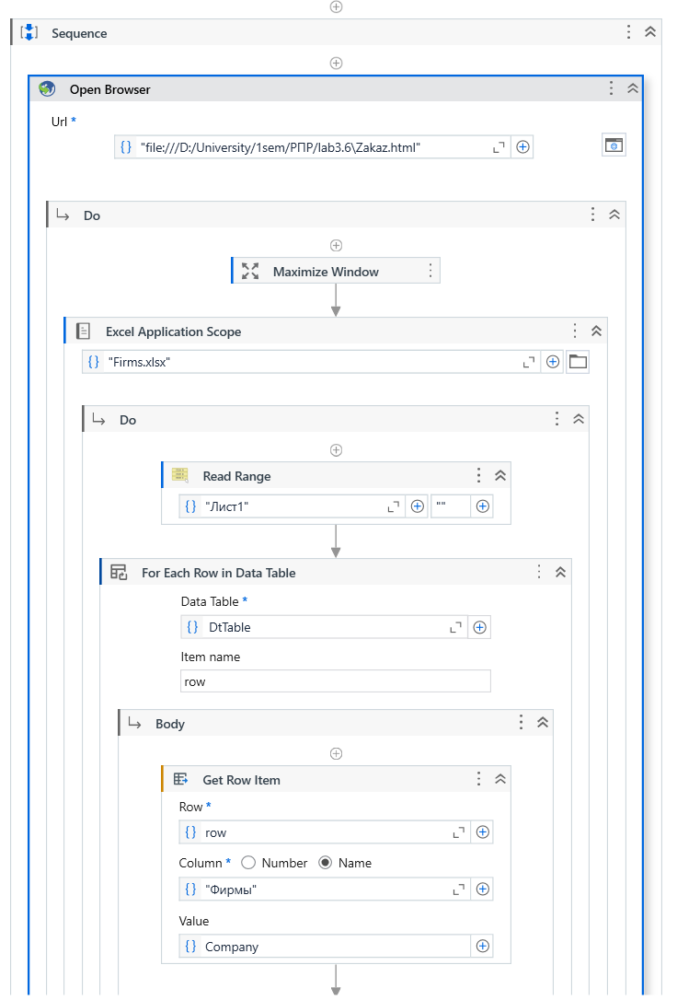 Sequence
Open Browser
Url *
"file:///D:/University/1sem/РПР/lab3.6\Zakaz.html"
Do
Maximize Window
Excel Application Scope
"Firms.xlsx"
Do
Read Range
"Лист1" ""
For Each Row in Data Table
Data Table *
DtTable
Item name
row
Body
Get Row Item
Row *
row
Column * Number Name
"Фирмы"
Value
Company